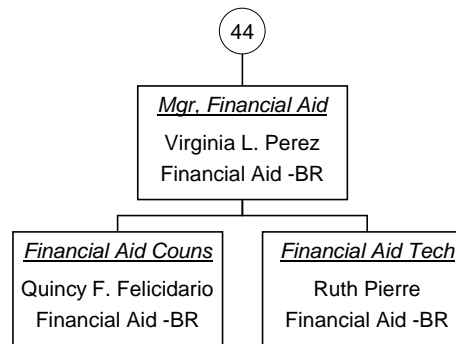 44
Mgr, Financial Aid
Virginia L. Perez
Financial Aid -BR
Financial Aid Couns
Quincy F. Felicidario
Financial Aid -BR
Financial Aid Tech
Ruth Pierre
Financial Aid -BR